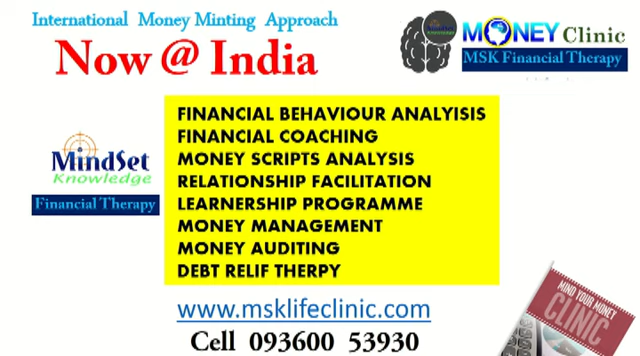 International Money Minting Approach
Now @ India
MONEY Clinic
MSK Financial Therapy
MindSet
Knowledge
Financial Therapy
FINANCIAL BEHAVIOUR ANALYISIS
FINANCIAL COACHING
MONEY SCRIPTS ANALYSIS
RELATIONSHIP FACILITATION
LEARNERSHIP PROGRAMME
MONEY MANAGEMENT
MONEY AUDITING
DEBT RELIF THERPY
www.msklifeclinic.com
Cell 093600 53930
MIND YOUR MONEY
CLINIC